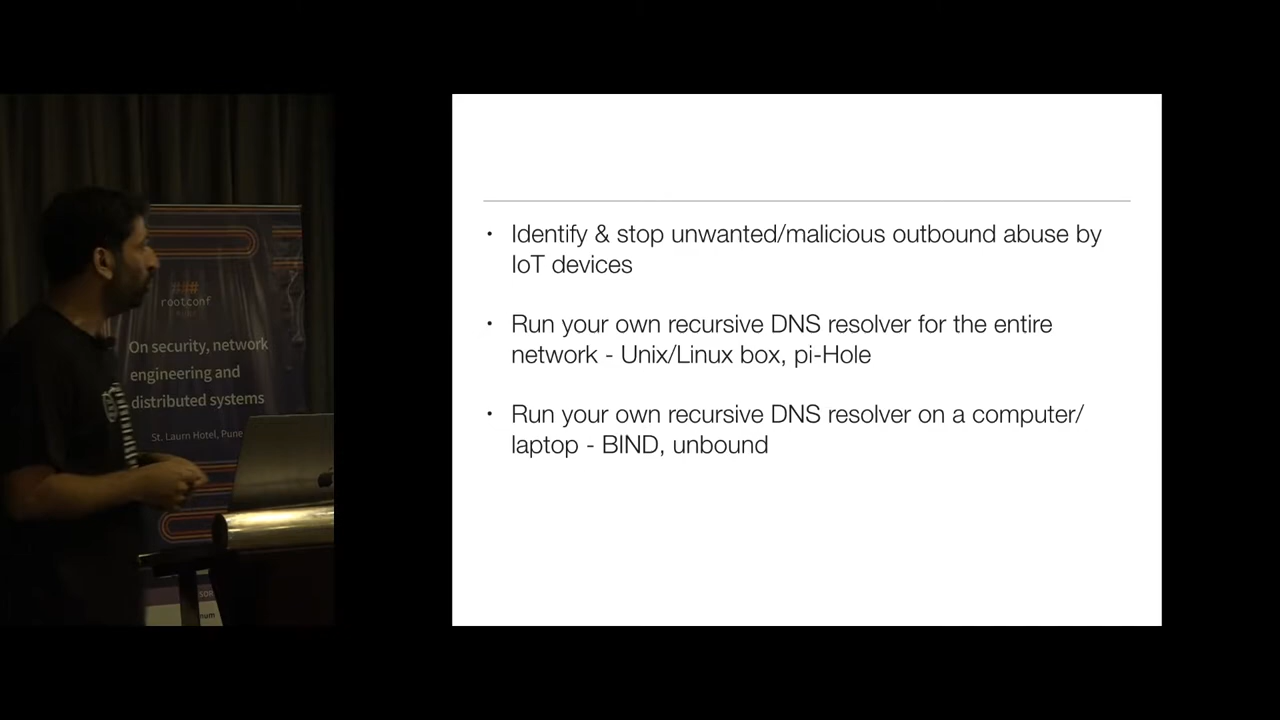 rootconf
On security, network
engineering and
distributed systems
St. Laurn Hotel, Pune
• Identify & stop unwanted/malicious outbound abuse by
IoT devices
• Run your own recursive DNS resolver for the entire
network - Unix/Linux box, pi-Hole
• Run your own recursive DNS resolver on a computer/
laptop - BIND, unbound